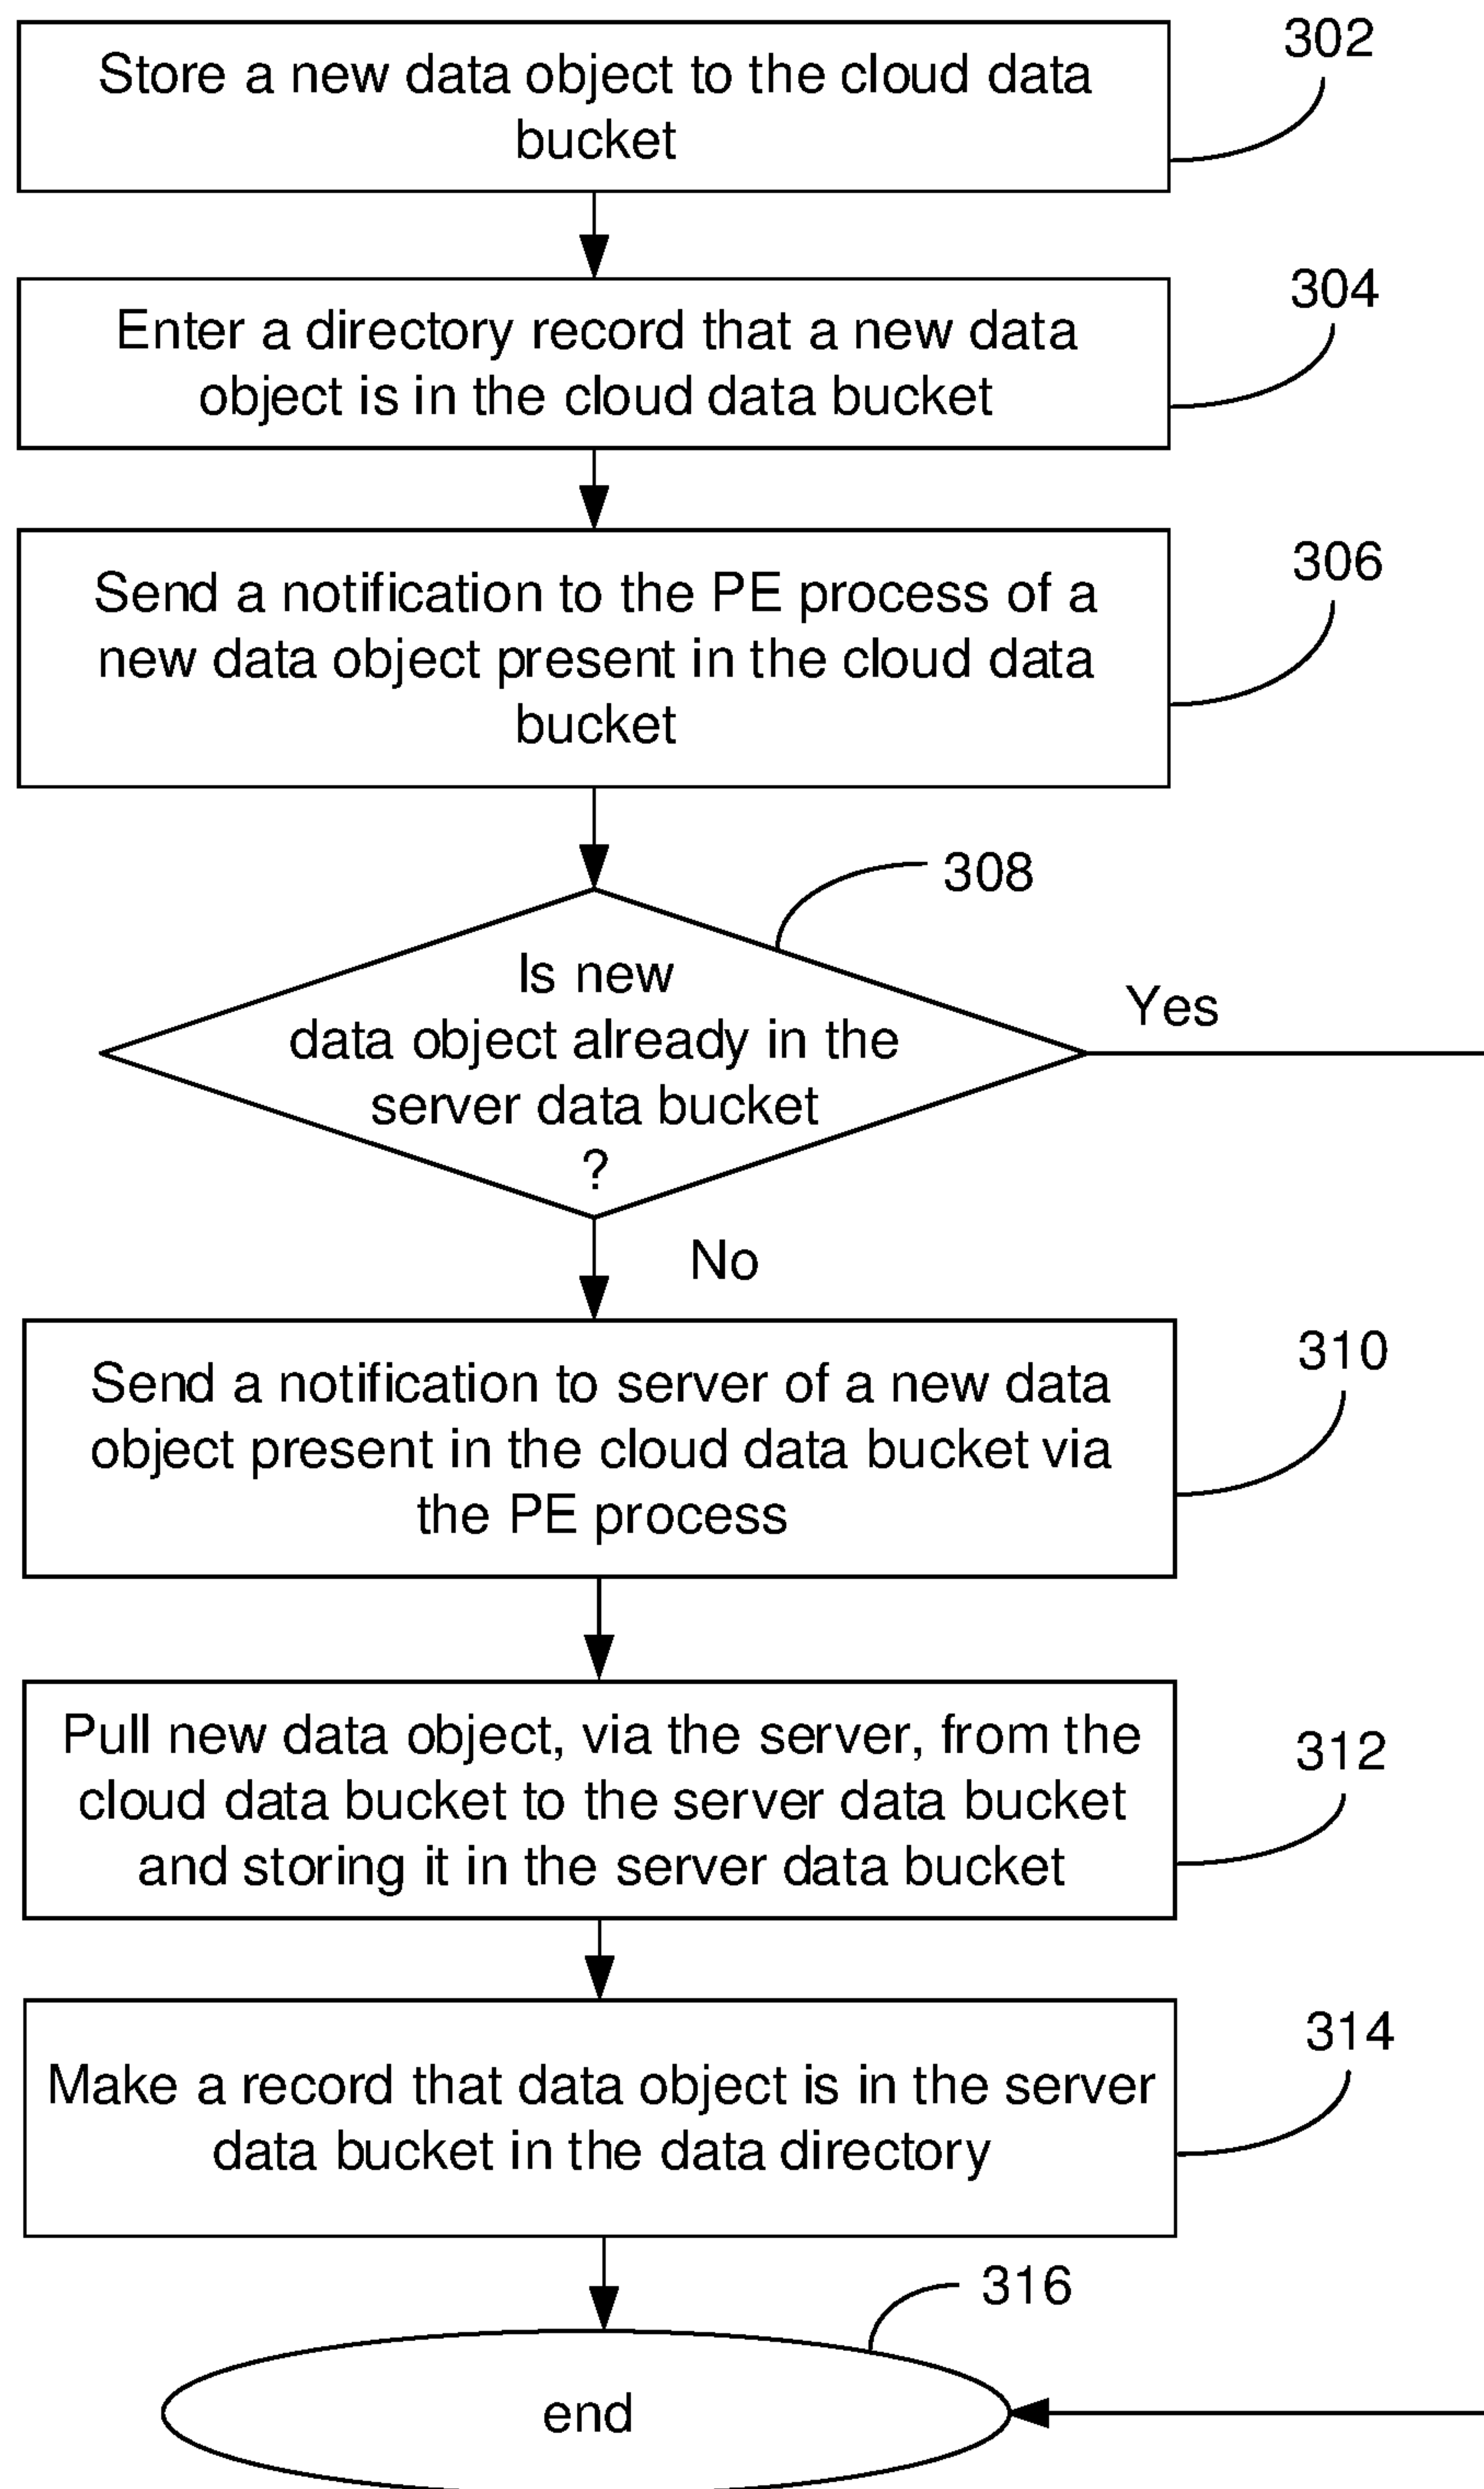 302
Store a new data object to the cloud data
bucket
304
Enter a directory record that a new data
object is in the cloud data bucket
306
Send a notification to the PE process of a
new data object present in the cloud data
bucket
308
Is new
data object already in the
server data bucket
?
Yes
No
310
Send a notification to server of a new data
object present in the cloud data bucket via
the PE process
312
Pull new data object, via the server, from the
cloud data bucket to the server data bucket
and storing it in the server data bucket
314
Make a record that data object is in the server
data bucket in the data directory
316
end